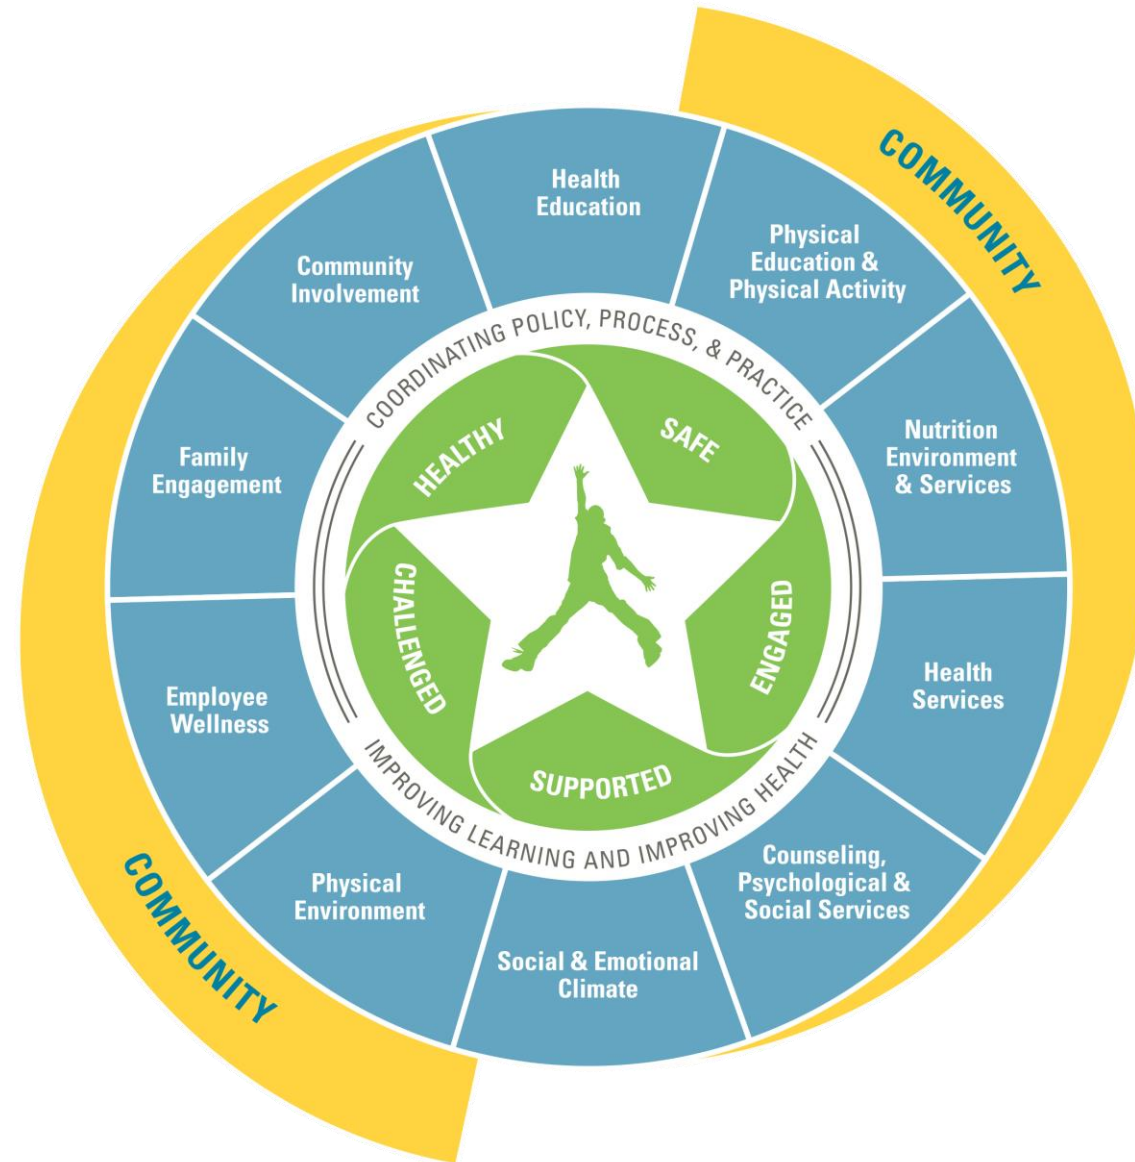 COMMUNITY
Health
Education
Physical
Education &
Physical Activity
Nutrition
Environment
& Services
Health
Services
Counseling,
Psychological &
Social Services
Social & Emotional
Climate
Physical
Environment
Employee
Wellness
Family
Engagement
Community
Involvement
COORDINATING POLICY, PROCESS, & PRACTICE
IMPROVING LEARNING AND IMPROVING HEALTH
HEALTHY
SAFE
ENGAGED
SUPPORTED
CHALLENGED
COMMUNITY